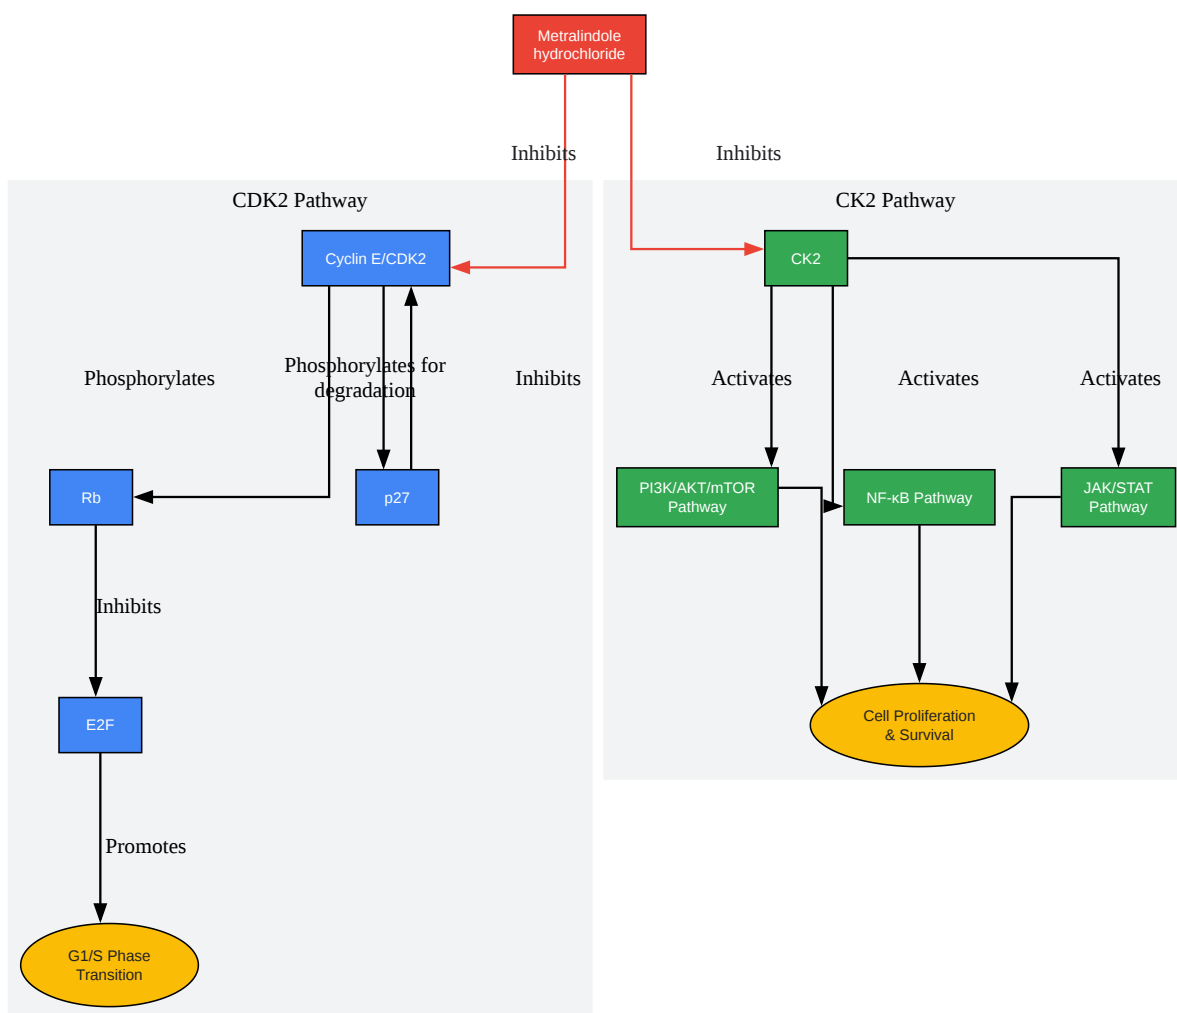 Metralindole
hydrochloride
Inhibits
Inhibits
CDK2 Pathway
CK2 Pathway
Cyclin E/CDK2
CK2
Phosphorylates
Phosphorylates for
degradation
Inhibits
Activates
Activates
Activates
Rb
p27
PI3K/AKT/mTOR
Pathway
NF-κB Pathway
JAK/STAT
Pathway
Inhibits
E2F
Cell Proliferation
& Survival
Promotes
G1/S Phase
Transition